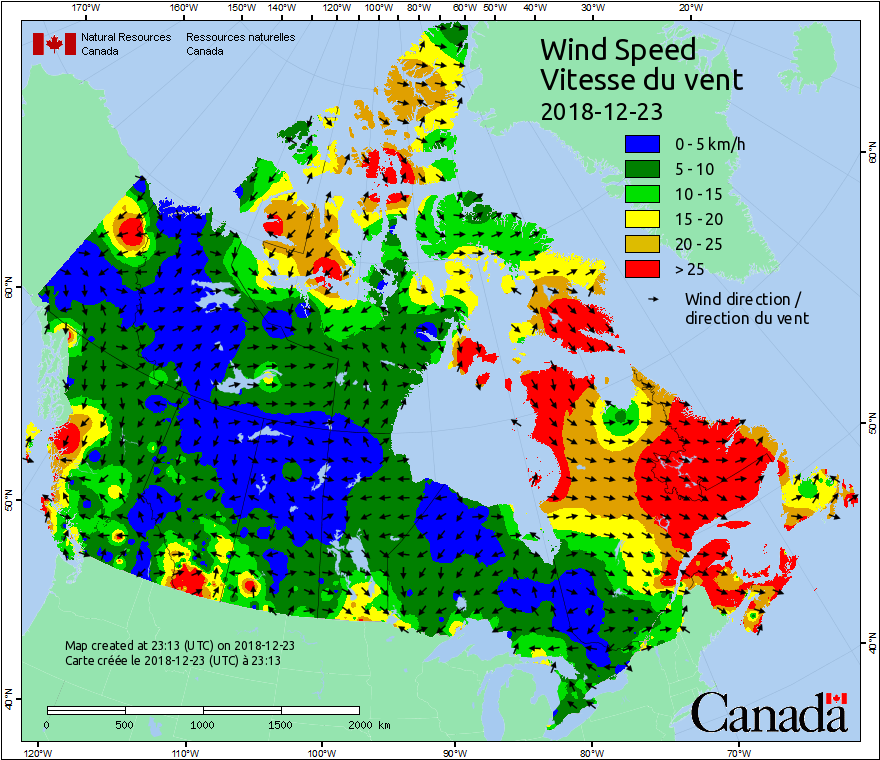 170°W 160°W 150°W 140°W 130°W 120°W 110°W 100°W 90°W 80°W 70°W 60°W 50°W 40°W 30°W 20°W
Natural Resources Canada
Ressources naturelles Canada
Wind Speed
Vitesse du vent
2018-12-23
0 - 5 km/h
5 - 10
10 - 15
15 - 20
20 - 25
> 25
Wind direction /
direction du vent
60°N
50°N
40°N
60°N
50°N
40°N
Map created at 23:13 (UTC) on 2018-12-23
Carte créée le 2018-12-23 (UTC) à 23:13
0 500 1000 1500 2000 km
Canada
120°W 110°W 100°W 90°W 80°W 70°W